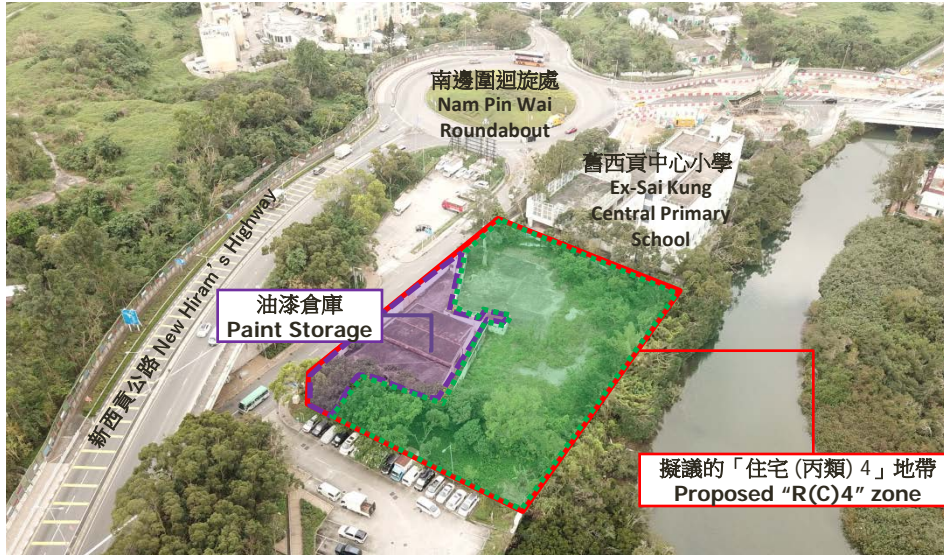 南邊圍迴旋處
Nam Pin Wai
Roundabout
舊西貢中心小學
Ex-Sai Kung
Central Primary
School
新西貢公路 New Hiram's Highway
油漆倉庫
Paint Storage
擬議的「住宅 (丙類) 4」地帶
Proposed “R(C)4” zone